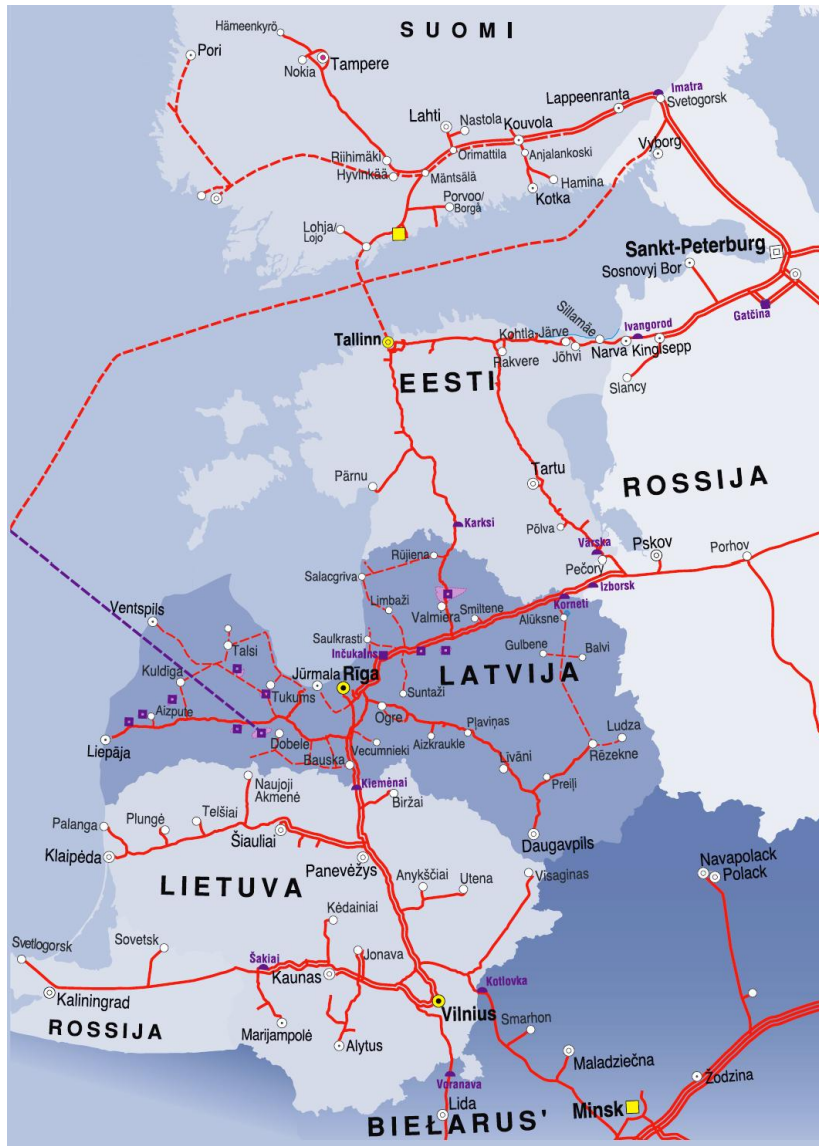 SUOMI
Hämeenkyrö
Pori
Nokia
Tampere
Imatra
Lappeenranta
Svetogorsk
Lahti
Nastola
Kouvola
Vyborg
Riihimäki
Orimattila
Anjalankoski
Hyvinkää
Mäntsälä
Hamina
Porvoo/
Borgå
Kotka
Lohja/
Lojo
Sankt-Peterburg
Sosnovyj Bor
Gatčina
Sillamäe
Ivangorod
Tallinn
Kohtla-Järve
Rakvere
Jõhvi
Narva
Kingisepp
EESTI
Slancy
Pärnu
Tartu
ROSSIJA
Karksi
Põlva
Värska
Pskov
Porhov
Rūjiena
Pečory
Salacgriva
Izborsk
Limbaži
Korneti
Ventspils
Valmiera
Smiltene
Alūksne
Saulkrasti
Gulbene
Balvi
Talsi
Inčukalns
LATVIJA
Kuldīga
Jūrmala
Rīga
Tukums
Suntaži
Aizpute
Ogre
Pļaviņas
Ludza
Liepāja
Dobele
Vecumnieki
Aizkraukle
Rēzekne
Bauska
Līvāni
Preiļi
Kiemėnai
Naujoji
Akmenė
Biržai
Telšiai
Plungė
Palanga
Šiauliai
Daugavpils
Klaipėda
Panevėžys
Navapolack
Polack
LIETUVA
Anykščiai
Utena
Visaginas
Kėdainiai
Svetlogorsk
Sovetsk
Jonava
Šakiai
Kaunas
Kotlovka
Kaliningrad
Vilnius
Smarhon
ROSSIJA
Marijampolė
Alytus
Maladziečna
Voranava
Žodzina
Lida
Minsk
BIEŁARUS'